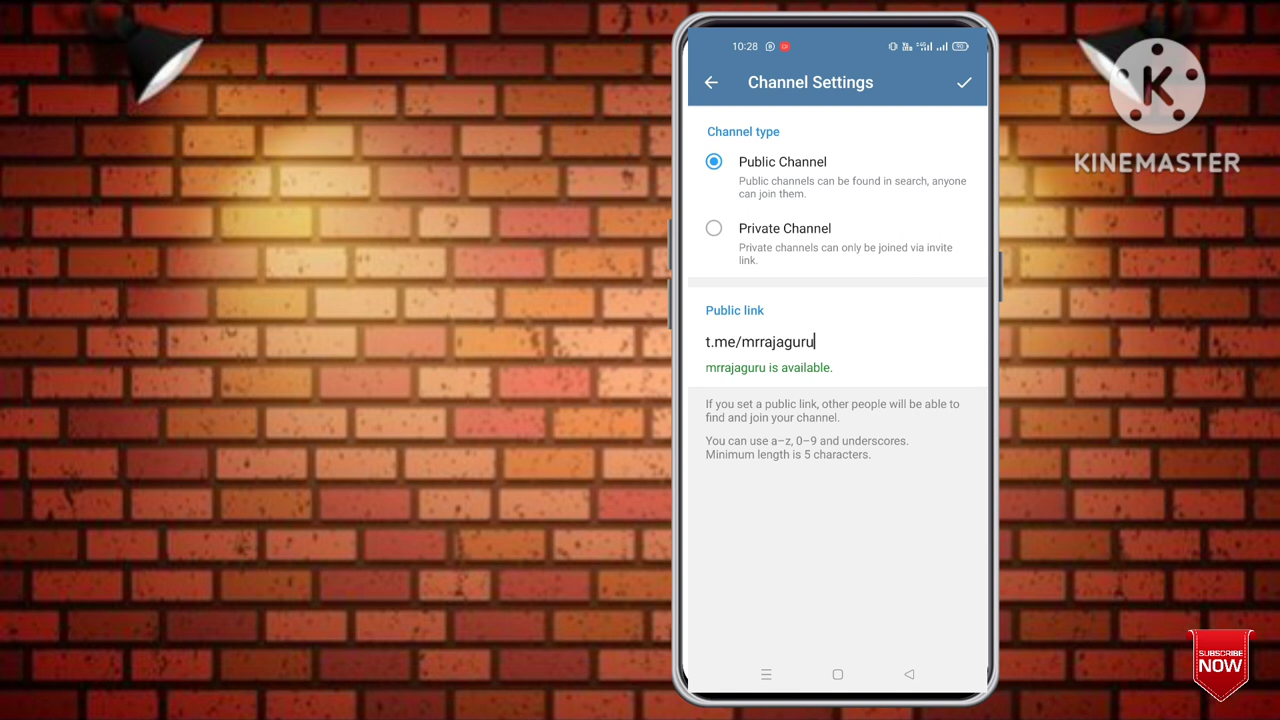 10:28
Channel Settings
Channel type
Public Channel
Public channels can be found in search, anyone
can join them.
Private Channel
Private channels can only be joined via invite
link.
Public link
t.me/mrrajaguru
mrrajaguru is available.
If you set a public link, other people will be able to
find and join your channel.
You can use a–z, 0–9 and underscores.
Minimum length is 5 characters.
K
KINEMASTER
SUBSCRIBE
NOW